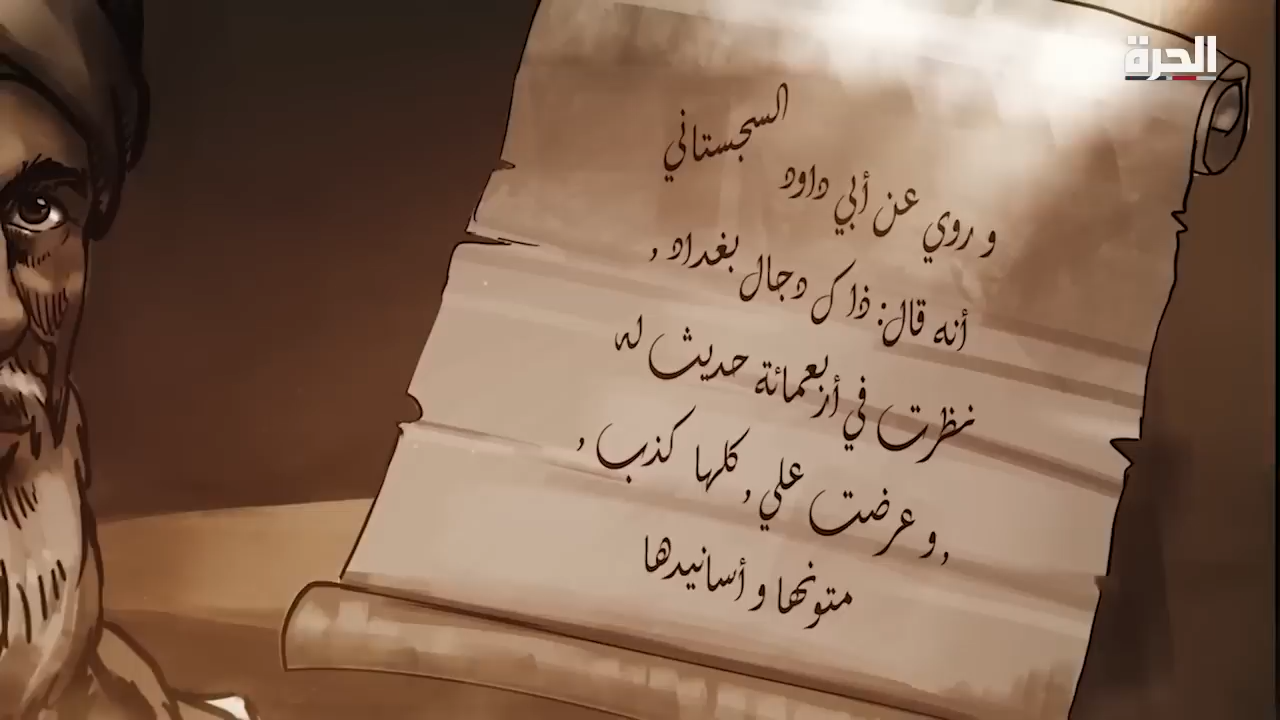 الحرة
و روي عن أبي داود السجستاني
أنه قال: ذاك دجال بغداد,
نظرت في أربعمائة حديث له
,و عرضت علي, كلها كذب,
متونها و أسانيدها